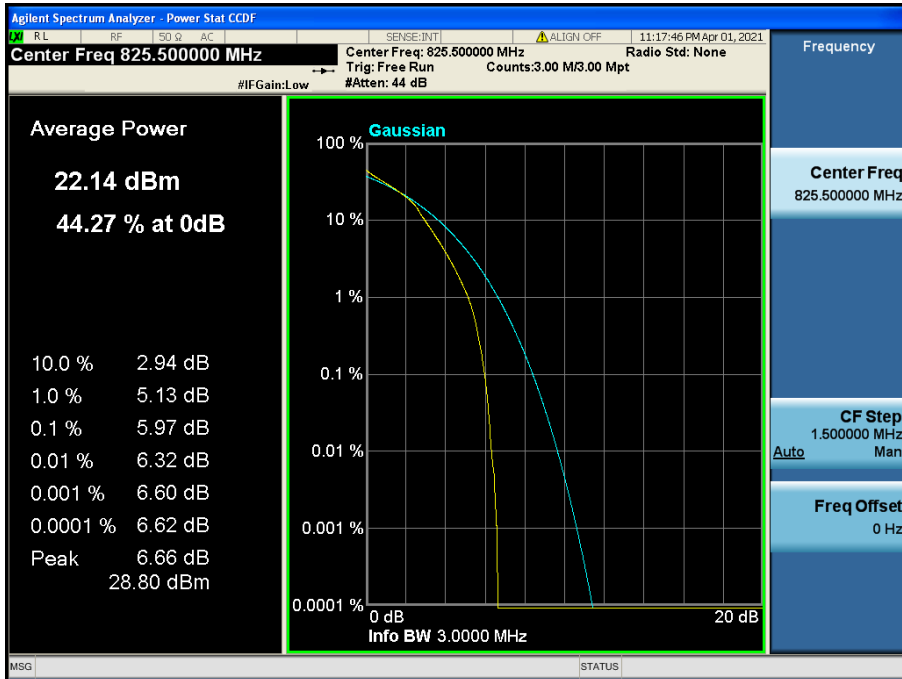 Agilent Spectrum Analyzer - Power Stat CCDF
LXI RL RF 50 Ω AC SENSE:INT ALIGN OFF 11:17:46 PM Apr 01, 2021
Center Freq 825.500000 MHz
Center Freq: 825.500000 MHz Radio Std: None
Trig: Free Run Counts:3.00 M/3.00 Mpt
#IFGain:Low #Atten: 44 dB
Frequency
Average Power
22.14 dBm
44.27 % at 0dB
10.0 % 2.94 dB
1.0 % 5.13 dB
0.1 % 5.97 dB
0.01 % 6.32 dB
0.001 % 6.60 dB
0.0001 % 6.62 dB
Peak 6.66 dB
28.80 dBm
Gaussian
100 %
10 %
1 %
0.1 %
0.01 %
0.001 %
0.0001 %
0 dB 20 dB
Info BW 3.0000 MHz
Center Freq
825.500000 MHz
CF Step
1.500000 MHz
Auto Man
Freq Offset
0 Hz
MSG STATUS